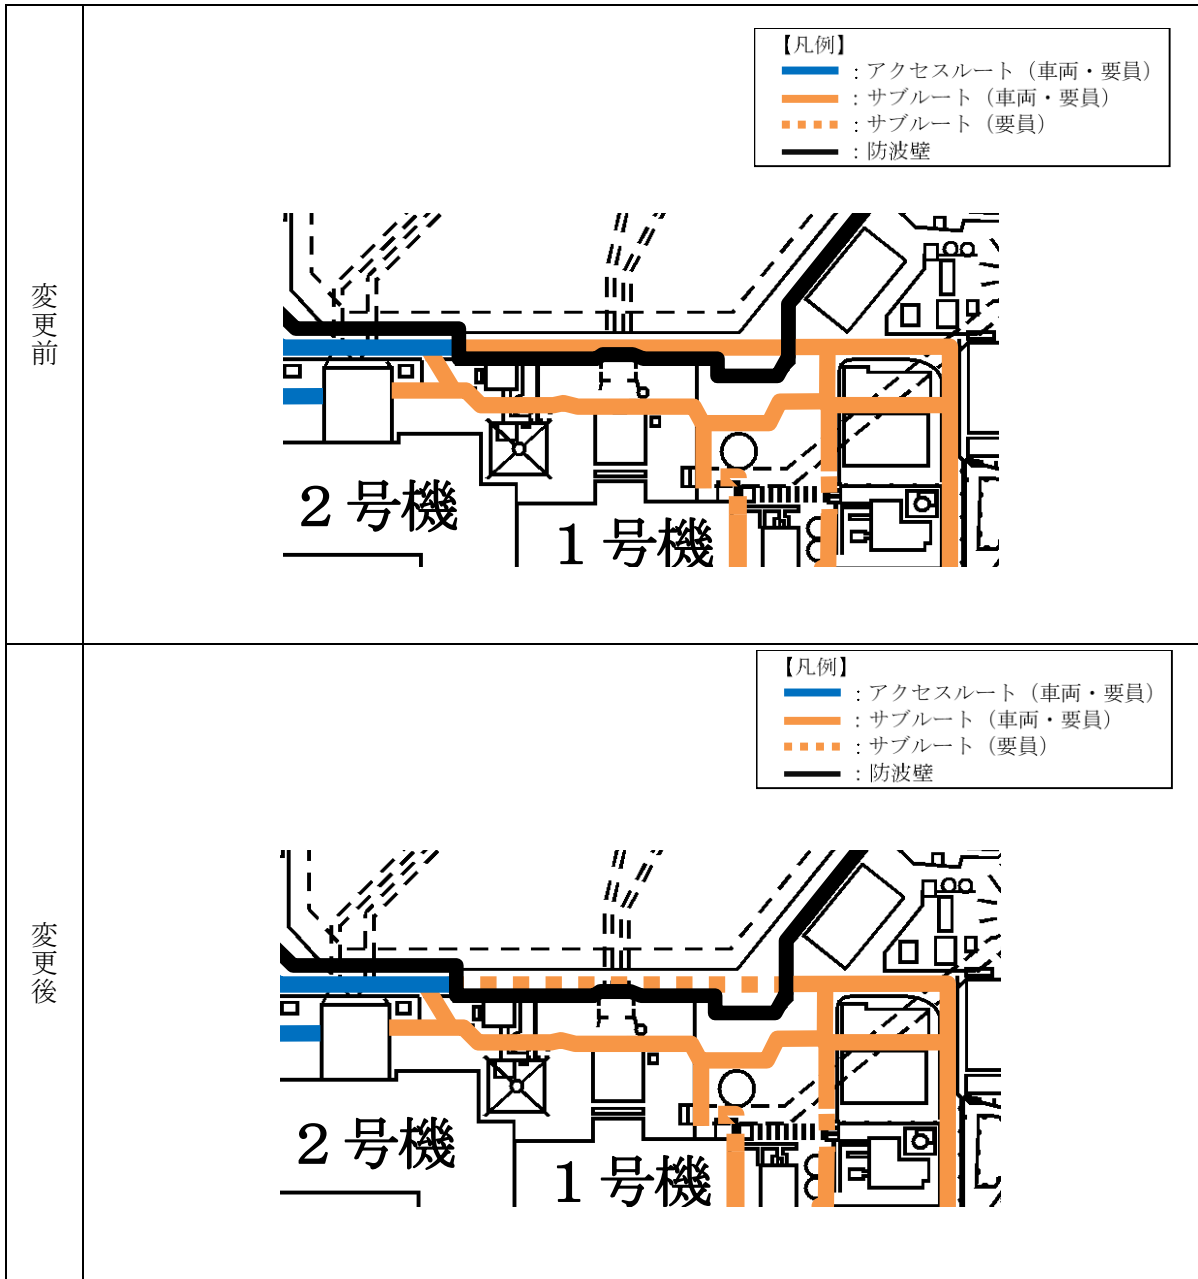 変更前
【凡例】
：アクセスルート（車両・要員）
：サブルート（車両・要員）
：サブルート（要員）
：防波壁
２号機
１号機
変更後
【凡例】
：アクセスルート（車両・要員）
：サブルート（車両・要員）
：サブルート（要員）
：防波壁
２号機
１号機